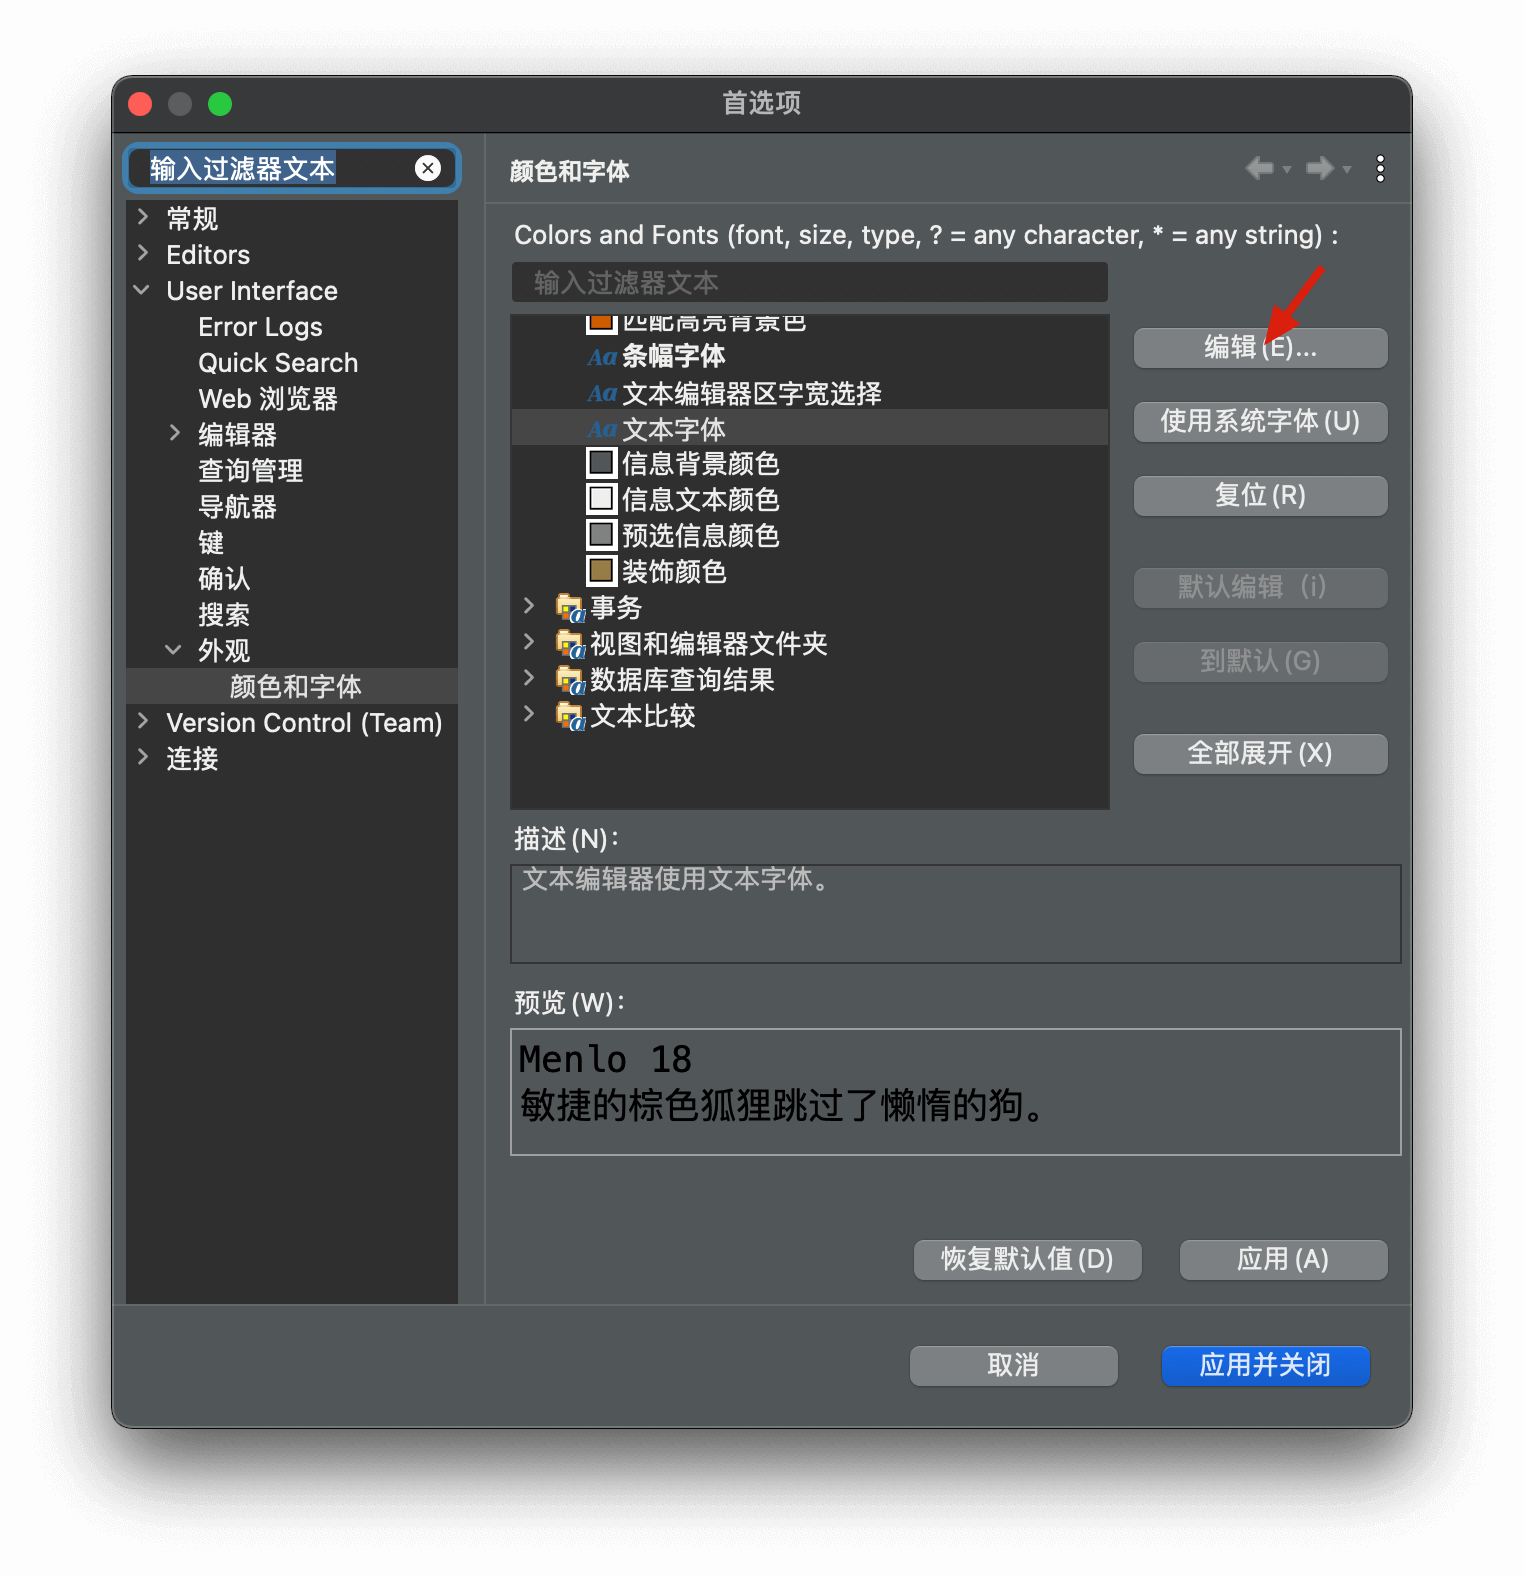 首选项
输入过滤器文本
常规
Editors
User Interface
Error Logs
Quick Search
Web 浏览器
编辑器
查询管理
导航器
键
确认
搜索
外观
颜色和字体
Version Control (Team)
连接
颜色和字体
Colors and Fonts (font, size, type, ? = any character, * = any string) :
输入过滤器文本
匹配高亮背景色
Aa 条幅字体
Aa 文本编辑器区字宽选择
Aa 文本字体
信息背景颜色
信息文本颜色
预选信息颜色
装饰颜色
事务
视图和编辑器文件夹
数据库查询结果
文本比较
编辑(E)...
使用系统字体(U)
复位(R)
默认编辑 (i)
到默认(G)
全部展开(X)
描述(N):
文本编辑器使用文本字体。
预览(W):
Menlo 18
敏捷的棕色狐狸跳过了懒惰的狗。
恢复默认值(D)
应用(A)
取消
应用并关闭